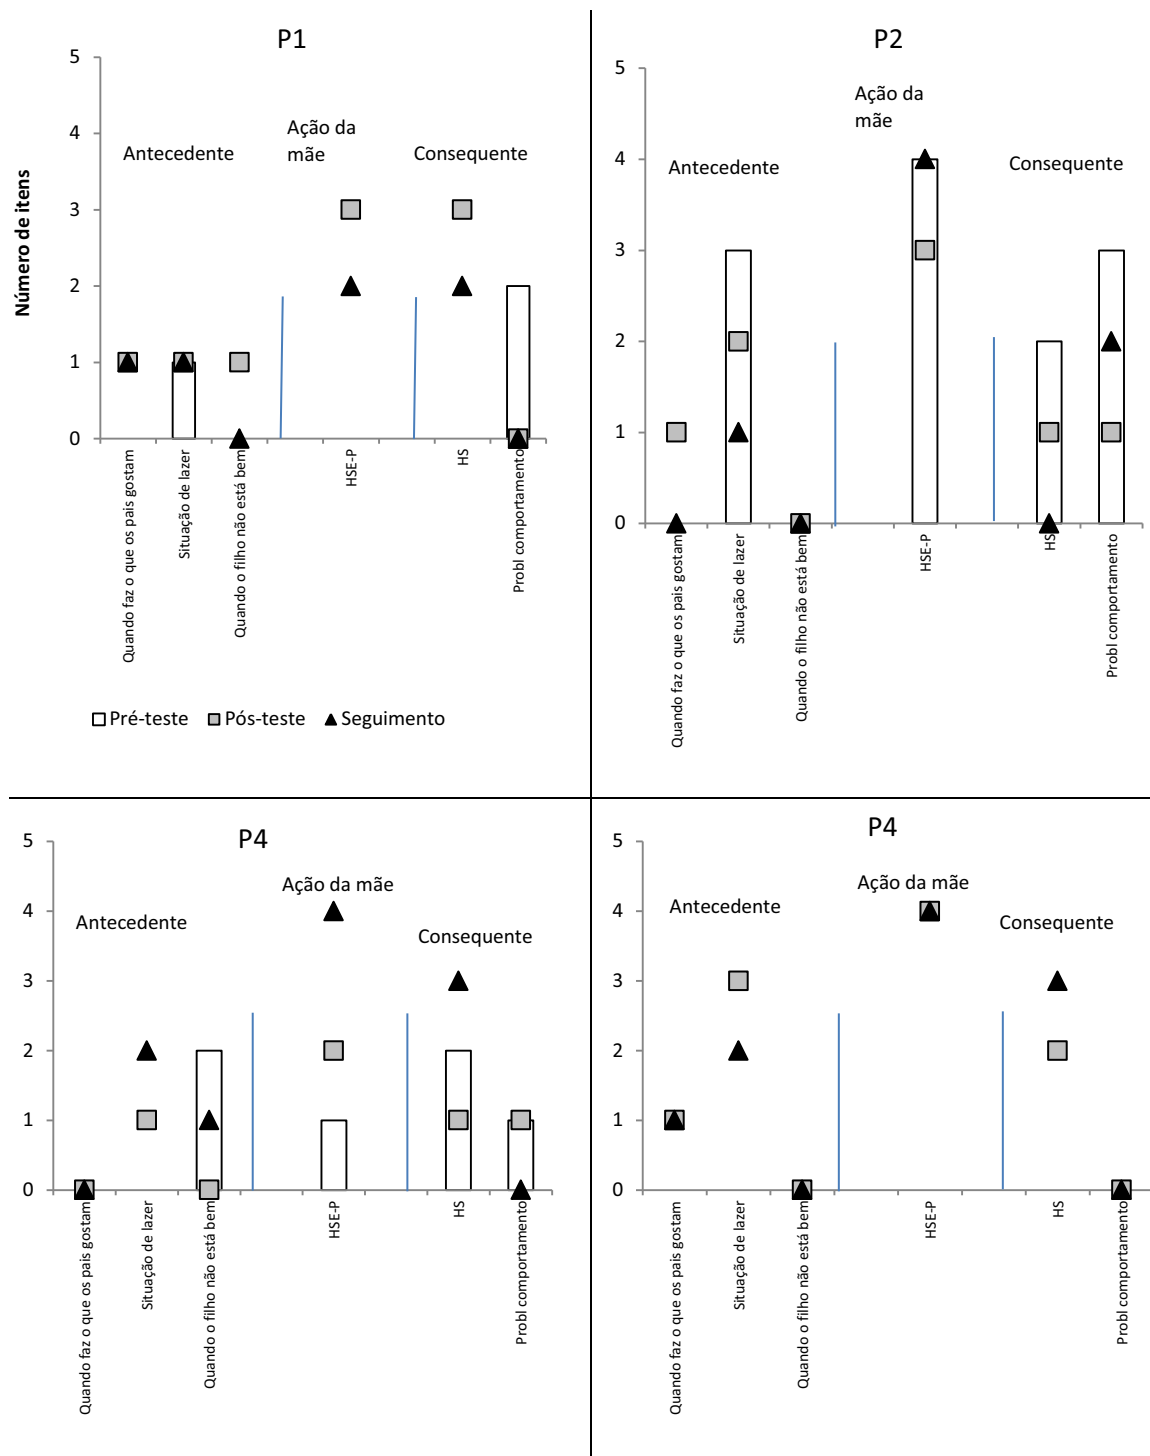 P1
5
4
3
2
1
0
Número de itens
Antecedente
Ação da
mãe
Consequente
Quando faz o que os pais gostam
Situação de lazer
Quando o filho não está bem
HSE-P
HS
Probl comportamento
Pré-teste Pós-teste Seguimento
P2
5
4
3
2
1
0
Antecedente
Ação da
mãe
Consequente
Quando faz o que os pais gostam
Situação de lazer
Quando o filho não está bem
HSE-P
HS
Probl comportamento
P4
5
4
3
2
1
0
Antecedente
Ação da mãe
Consequente
Quando faz o que os pais gostam
Situação de lazer
Quando o filho não está bem
HSE-P
HS
Probl comportamento
P4
5
4
3
2
1
0
Antecedente
Ação da mãe
Consequente
Quando faz o que os pais gostam
Situação de lazer
Quando o filho não está bem
HSE-P
HS
Probl comportamento